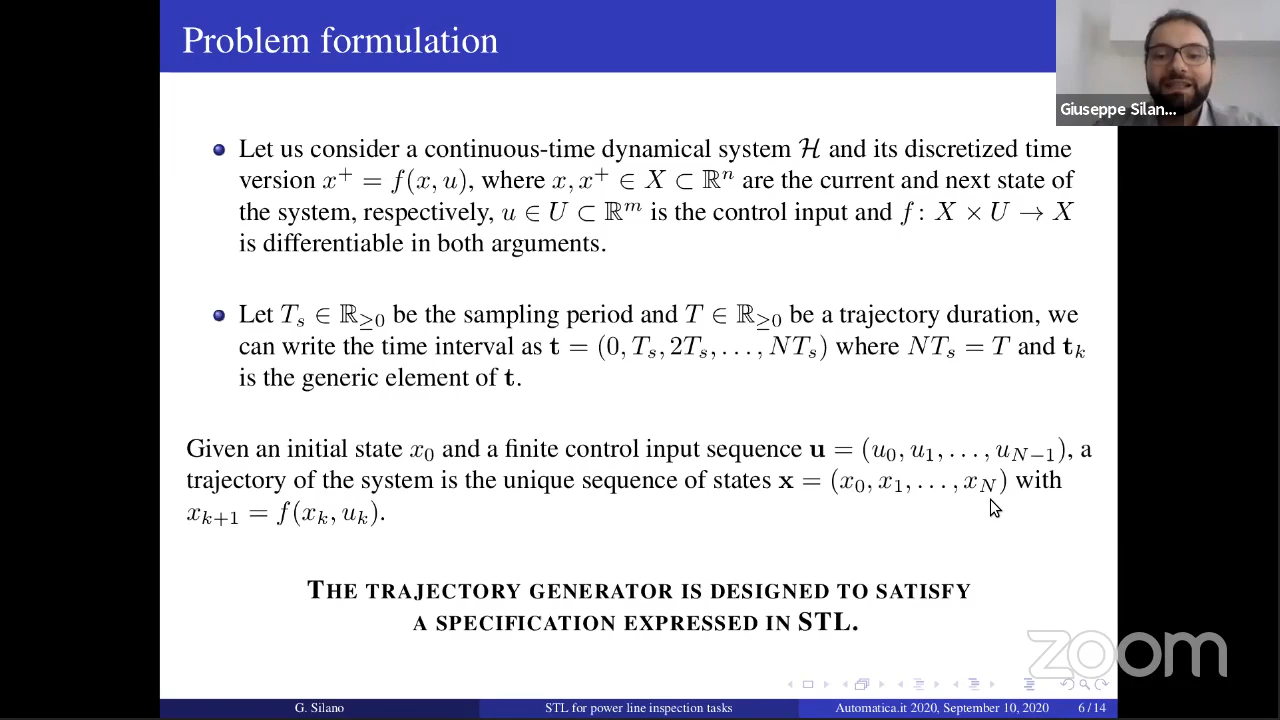 Problem formulation
Giuseppe Silan...
Let us consider a continuous-time dynamical system ℋ and its discretized time
version x⁺ = f(x, u), where x, x⁺ ∈ X ⊂ ℝⁿ are the current and next state of
the system, respectively, u ∈ U ⊂ ℝᵐ is the control input and f : X × U → X
is differentiable in both arguments.
Let Tₛ ∈ ℝ≥0 be the sampling period and T ∈ ℝ≥0 be a trajectory duration, we
can write the time interval as t = (0, Tₛ, 2Tₛ, . . . , NTₛ) where NTₛ = T and tₖ
is the generic element of t.
Given an initial state x₀ and a finite control input sequence u = (u₀, u₁, . . . , u_{N−1}), a
trajectory of the system is the unique sequence of states x = (x₀, x₁, . . . , x_N) with
x_{k+1} = f(xₖ, uₖ).
THE TRAJECTORY GENERATOR IS DESIGNED TO SATISFY
A SPECIFICATION EXPRESSED IN STL.
zoom
G. Silano
STL for power line inspection tasks
Automatica.it 2020, September 10, 2020
6 / 14